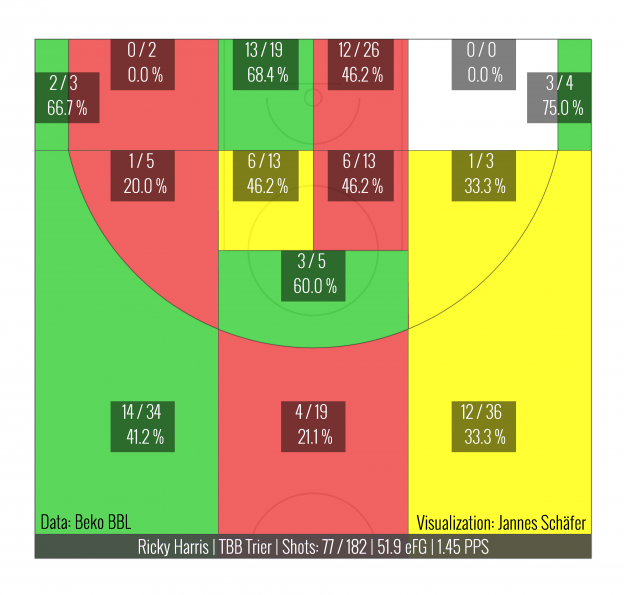 0 / 2
0.0 %
13 / 19
68.4 %
12 / 26
46.2 %
0 / 0
0.0 %
2 / 3
66.7 %
3 / 4
75.0 %
1 / 5
20.0 %
6 / 13
46.2 %
6 / 13
46.2 %
1 / 3
33.3 %
3 / 5
60.0 %
14 / 34
41.2 %
4 / 19
21.1 %
12 / 36
33.3 %
Data: Beko BBL
Visualization: Jannes Schäfer
Ricky Harris | TBB Trier | Shots: 77 / 182 | 51.9 eFG | 1.45 PPS